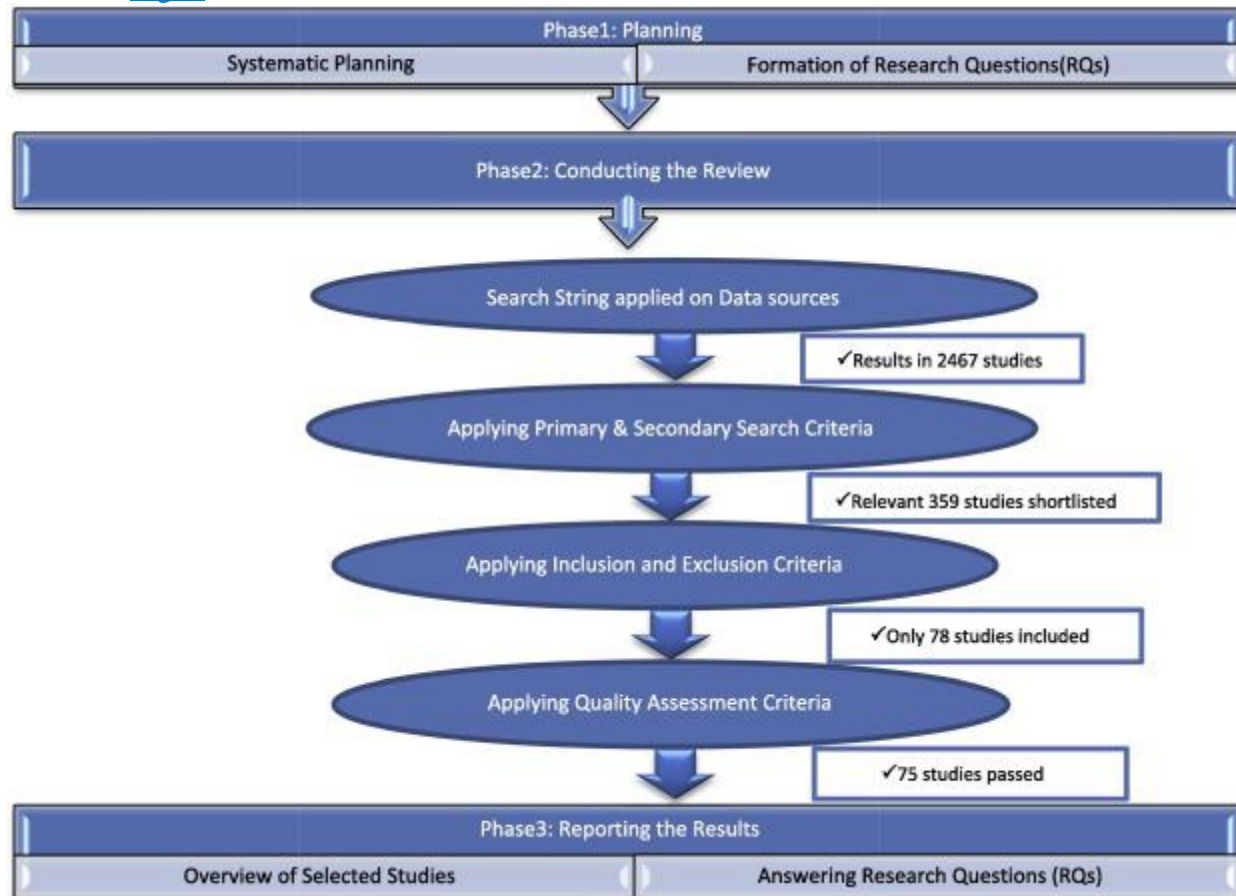 Phase1: Planning
Systematic Planning
Formation of Research Questions(RQs)
Phase2: Conducting the Review
Search String applied on Data sources
✓Results in 2467 studies
Applying Primary & Secondary Search Criteria
✓Relevant 359 studies shortlisted
Applying Inclusion and Exclusion Criteria
✓Only 78 studies included
Applying Quality Assessment Criteria
✓75 studies passed
Phase3: Reporting the Results
Overview of Selected Studies
Answering Research Questions (RQs)